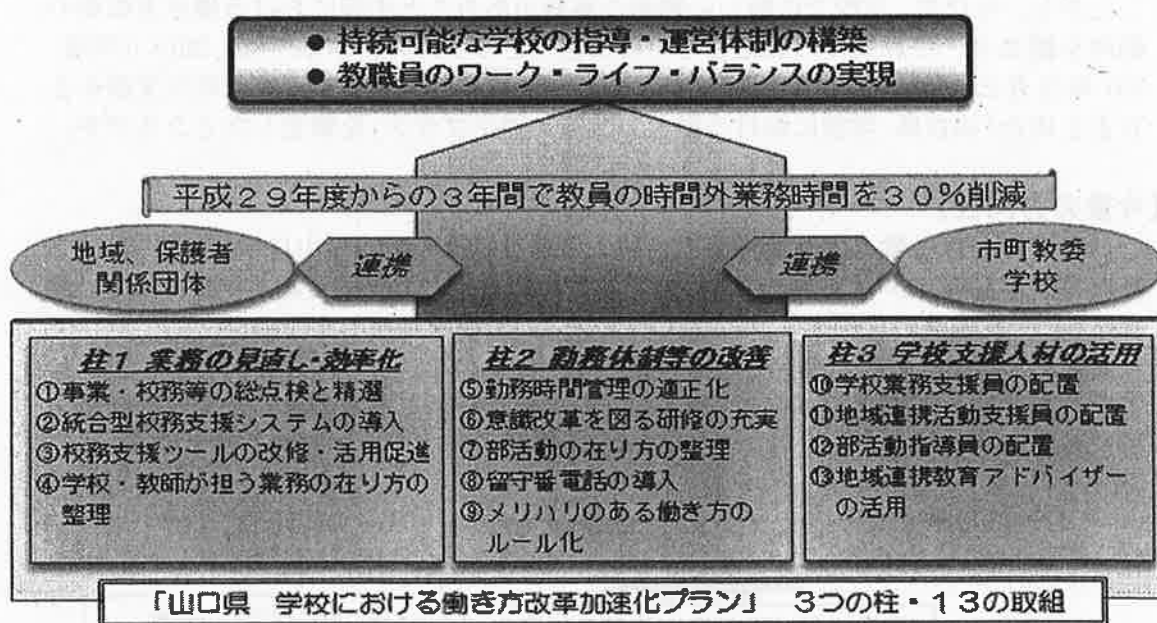 ● 持続可能な学校の指導・運営体制の構築
● 教職員のワーク・ライフ・バランスの実現
平成29年度からの3年間で教員の時間外業務時間を30%削減
地域、保護者
関係団体
連携
連携
市町教委
学校
柱1 業務の見直し・効率化
①事業・校務等の総点検と精選
②統合型校務支援システムの導入
③校務支援ツールの改修・活用促進
④学校・教師が担う業務の在り方の
整理
柱2 勤務体制等の改善
⑤勤務時間管理の適正化
⑥意識改革を図る研修の充実
⑦部活動の在り方の整理
⑧留守番電話の導入
⑨メリハリのある働き方の
ルール化
柱3 学校支援人材の活用
⑩学校業務支援員の配置
⑪地域連携活動支援員の配置
⑫部活動指導員の配置
⑬地域連携教育アドバイザー
の活用
「山口県 学校における働き方改革加速化プラン」 3つの柱・13の取組